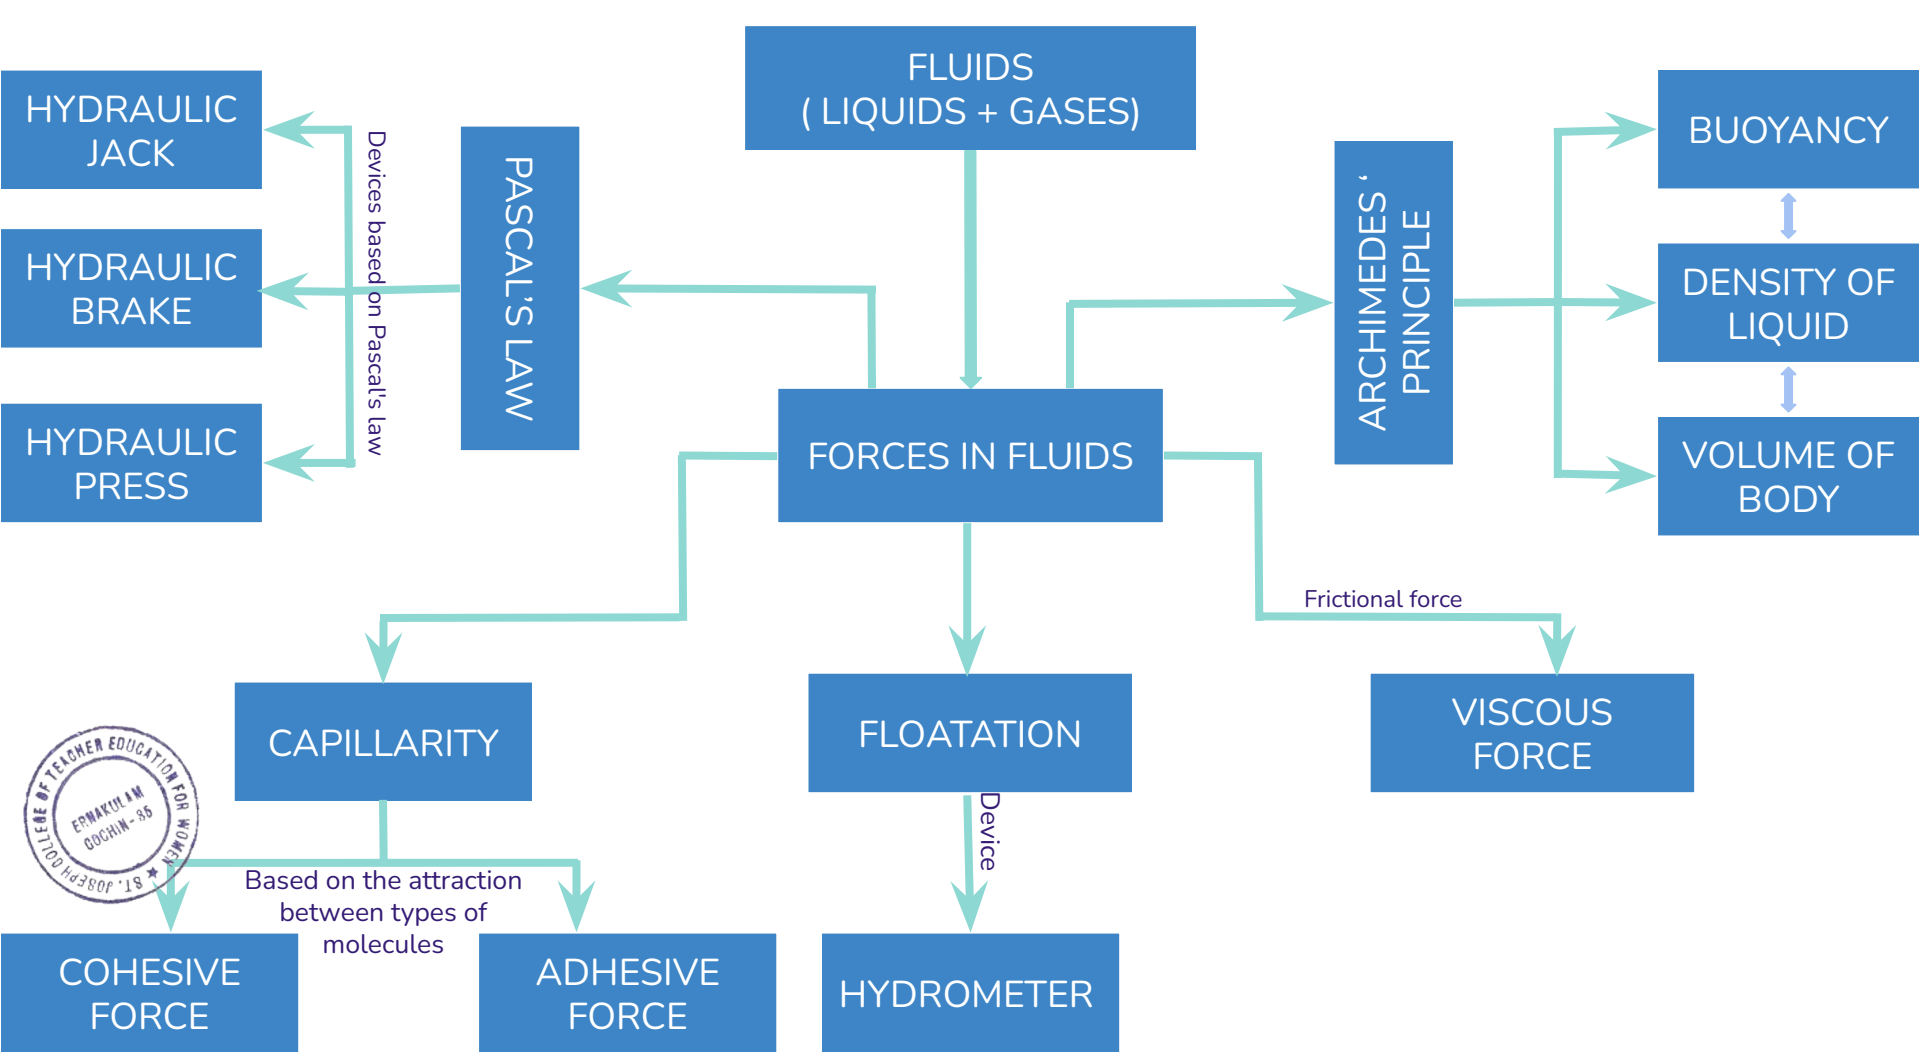 FLUIDS
( LIQUIDS + GASES)
HYDRAULIC
JACK
HYDRAULIC
BRAKE
HYDRAULIC
PRESS
Devices based on Pascal's law
PASCAL'S LAW
ARCHIMEDES ‘
PRINCIPLE
BUOYANCY
DENSITY OF
LIQUID
VOLUME OF
BODY
FORCES IN FLUIDS
Frictional force
CAPILLARITY
FLOATATION
VISCOUS
FORCE
ST. JOSEPH COLLEGE OF TEACHER EDUCATION FOR WOMEN
ERNAKULAM
COCHIN - 35
Device
Based on the attraction
between types of
molecules
COHESIVE
FORCE
ADHESIVE
FORCE
HYDROMETER